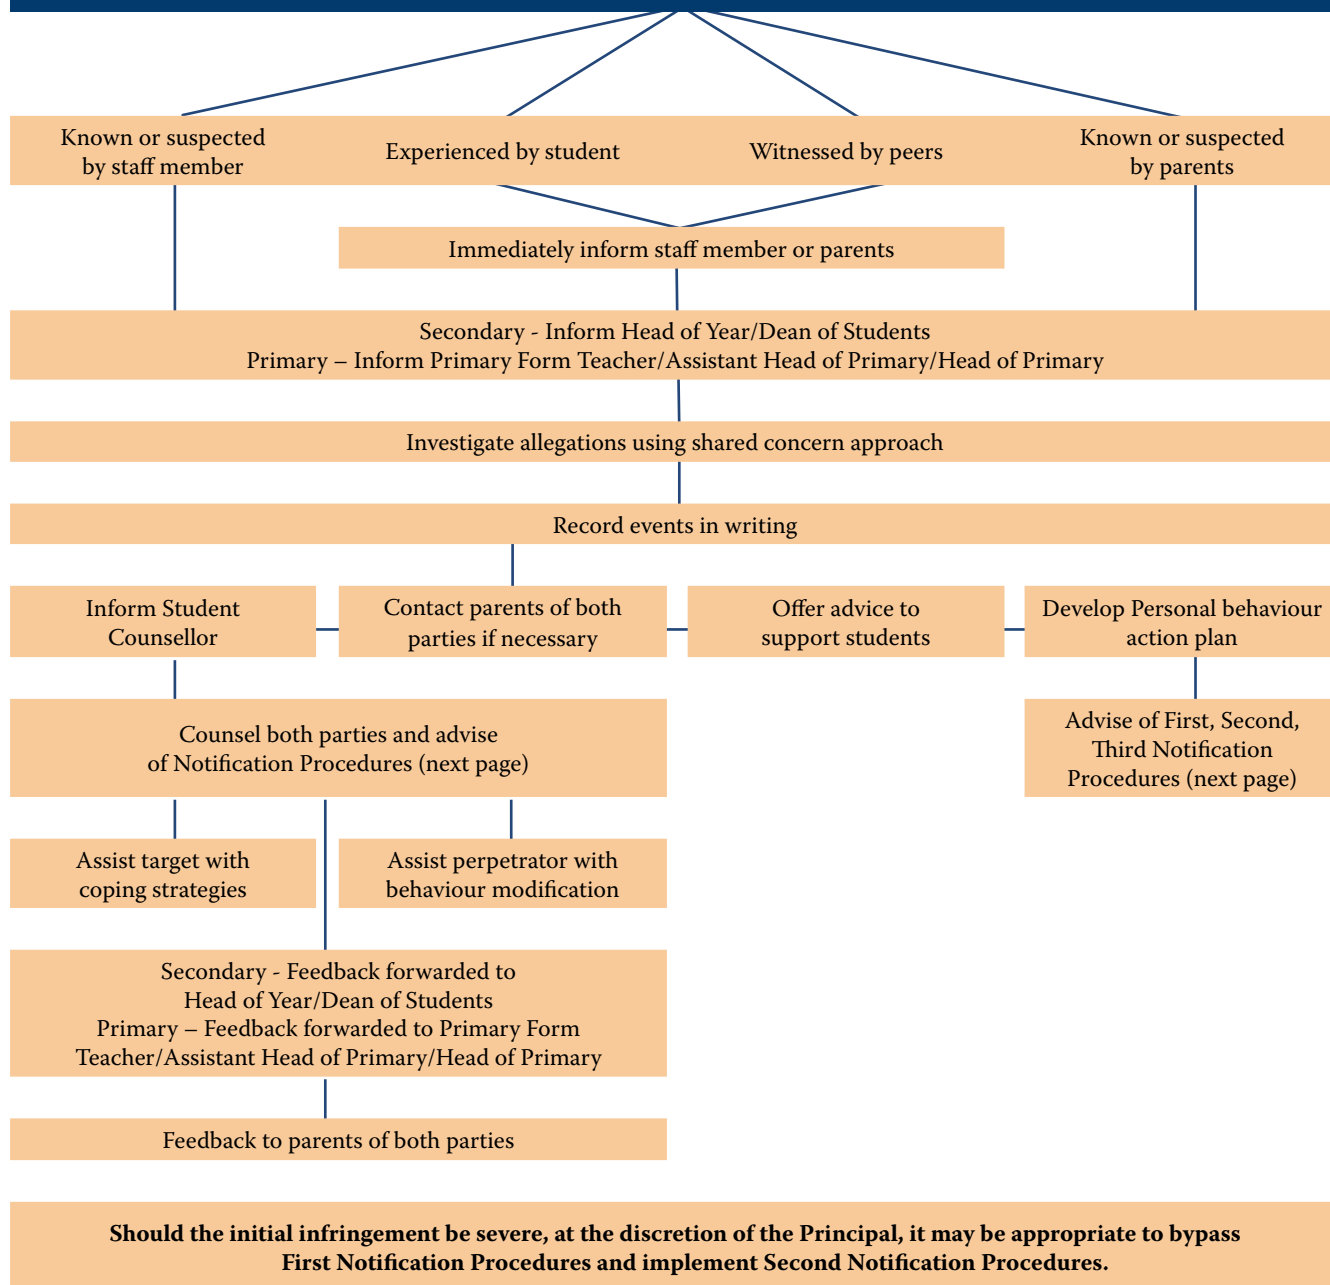 Known or suspected
by staff member
Experienced by student
Witnessed by peers
Known or suspected
by parents
Immediately inform staff member or parents
Secondary - Inform Head of Year/Dean of Students
Primary – Inform Primary Form Teacher/Assistant Head of Primary/Head of Primary
Investigate allegations using shared concern approach
Record events in writing
Inform Student
Counsellor
Contact parents of both
parties if necessary
Offer advice to
support students
Develop Personal behaviour
action plan
Counsel both parties and advise
of Notification Procedures (next page)
Advise of First, Second,
Third Notification
Procedures (next page)
Assist target with
coping strategies
Assist perpetrator with
behaviour modification
Secondary - Feedback forwarded to
Head of Year/Dean of Students
Primary – Feedback forwarded to Primary Form
Teacher/Assistant Head of Primary/Head of Primary
Feedback to parents of both parties
Should the initial infringement be severe, at the discretion of the Principal, it may be appropriate to bypass
First Notification Procedures and implement Second Notification Procedures.